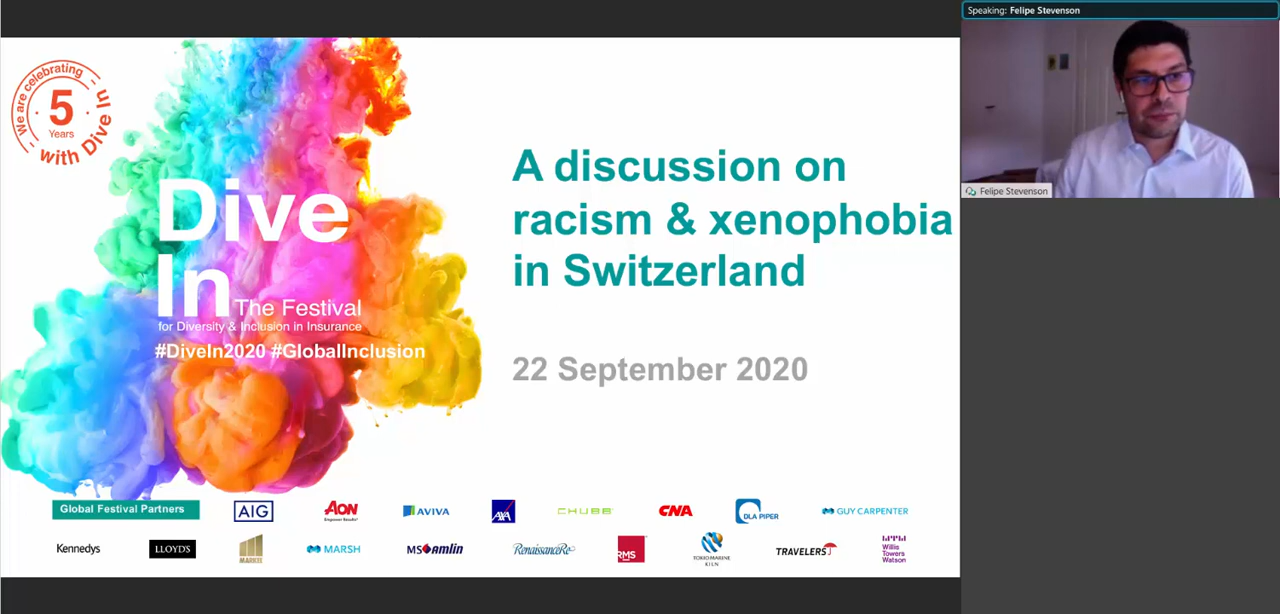 Speaking: Felipe Stevenson
Felipe Stevenson
We are celebrating
5
Years
with Dive In
Dive
In The Festival
for Diversity & Inclusion in Insurance
#DiveIn2020 #GlobalInclusion
A discussion on
racism & xenophobia
in Switzerland
22 September 2020
Global Festival Partners
AIG
AON
Empower Results®
AVIVA
AXA
CHUBB
CNA
DLA PIPER
GUY CARPENTER
Kennedys
LLOYD'S
MARKEL
MARSH
MS amlin
RenaissanceRe
RMS
TOKIO MARINE
KILN
TRAVELERS
Willis
Towers
Watson